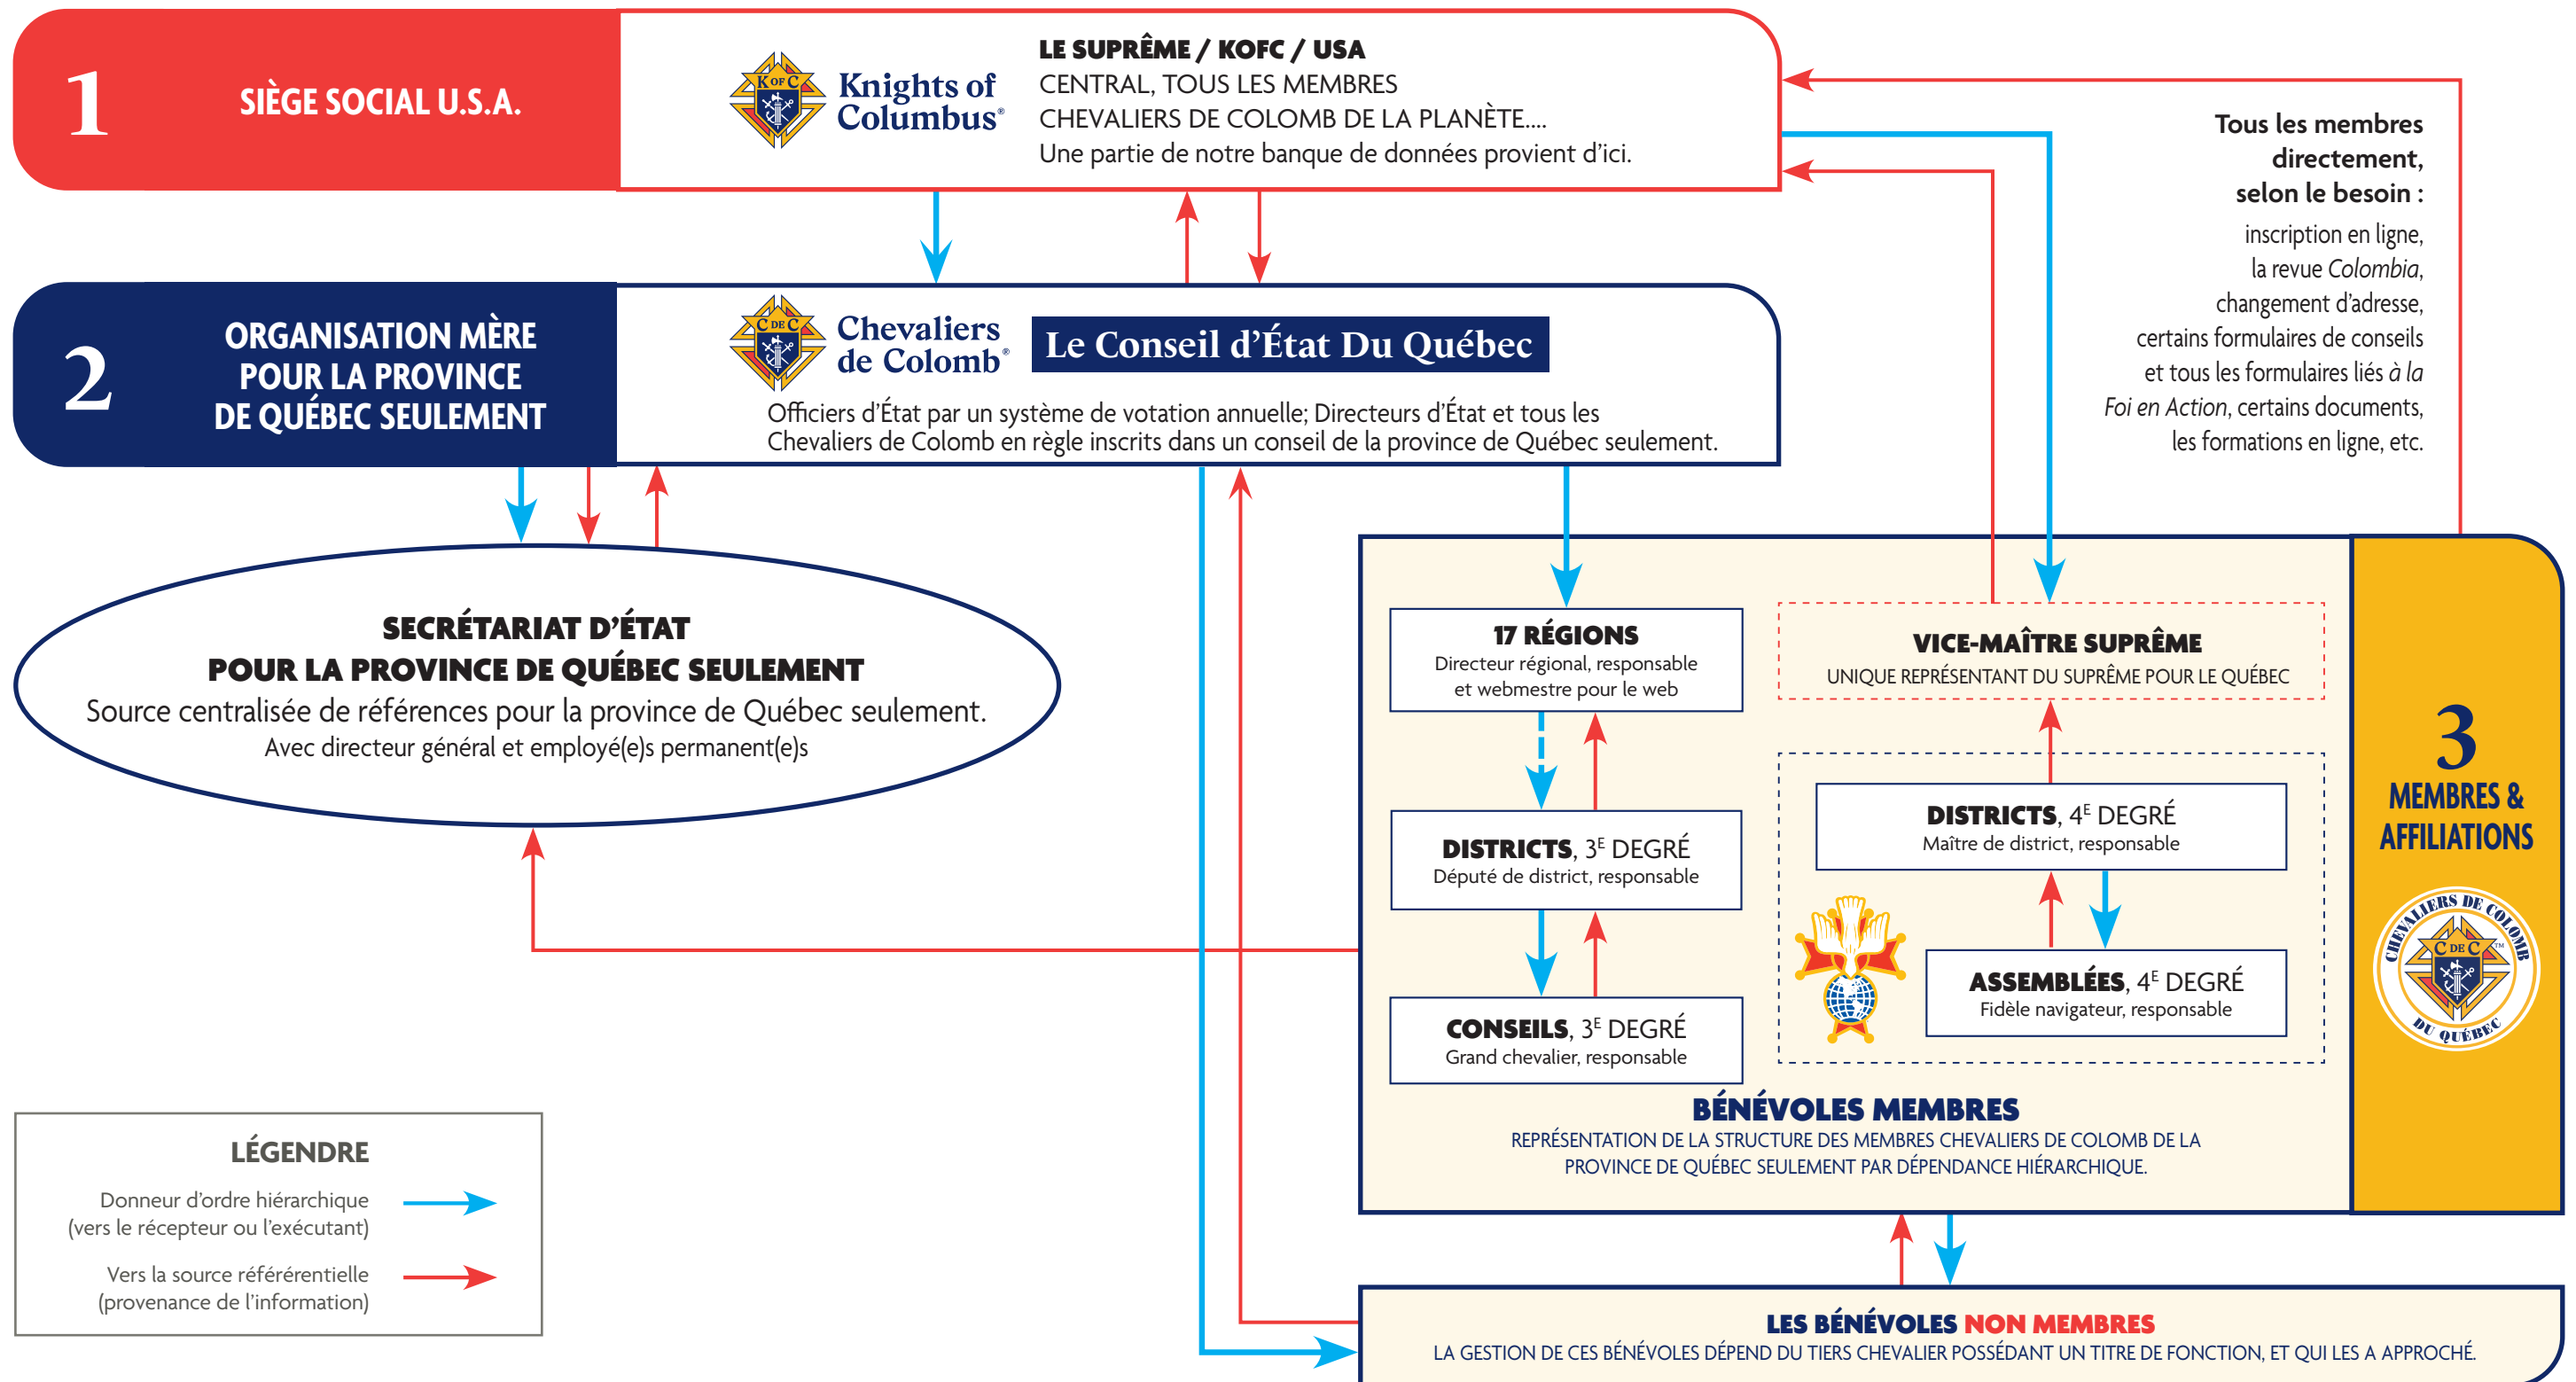 1
SIÈGE SOCIAL U.S.A.
K OF C
Knights of
Columbus®
LE SUPRÊME / KOFC / USA
CENTRAL, TOUS LES MEMBRES
CHEVALIERS DE COLOMB DE LA PLANÈTE....
Une partie de notre banque de données provient d'ici.
Tous les membres
directement,
selon le besoin :
inscription en ligne,
la revue Colombia,
changement d'adresse,
certains formulaires de conseils
et tous les formulaires liés à la
Foi en Action, certains documents,
les formations en ligne, etc.
2
ORGANISATION MÈRE
POUR LA PROVINCE
DE QUÉBEC SEULEMENT
C DE C
Chevaliers
de Colomb®
Le Conseil d'État Du Québec
Officiers d'État par un système de votation annuelle; Directeurs d'État et tous les
Chevaliers de Colomb en règle inscrits dans un conseil de la province de Québec seulement.
SECRÉTARIAT D'ÉTAT
POUR LA PROVINCE DE QUÉBEC SEULEMENT
Source centralisée de références pour la province de Québec seulement.
Avec directeur général et employé(e)s permanent(e)s
17 RÉGIONS
Directeur régional, responsable
et webmestre pour le web
DISTRICTS, 3E DEGRÉ
Député de district, responsable
CONSEILS, 3E DEGRÉ
Grand chevalier, responsable
VICE-MAÎTRE SUPRÊME
UNIQUE REPRÉSENTANT DU SUPRÊME POUR LE QUÉBEC
DISTRICTS, 4E DEGRÉ
Maître de district, responsable
ASSEMBLÉES, 4E DEGRÉ
Fidèle navigateur, responsable
BÉNÉVOLES MEMBRES
REPRÉSENTATION DE LA STRUCTURE DES MEMBRES CHEVALIERS DE COLOMB DE LA
PROVINCE DE QUÉBEC SEULEMENT PAR DÉPENDANCE HIÉRARCHIQUE.
3
MEMBRES &
AFFILIATIONS
CHEVALIERS DE COLOMB
C DE C ™
DU QUÉBEC
LÉGENDRE
Donneur d'ordre hiérarchique
(vers le récepteur ou l'exécutant)
Vers la source référérentielle
(provenance de l'information)
LES BÉNÉVOLES NON MEMBRES
LA GESTION DE CES BÉNÉVOLES DÉPEND DU TIERS CHEVALIER POSSÉDANT UN TITRE DE FONCTION, ET QUI LES A APPROCHÉ.